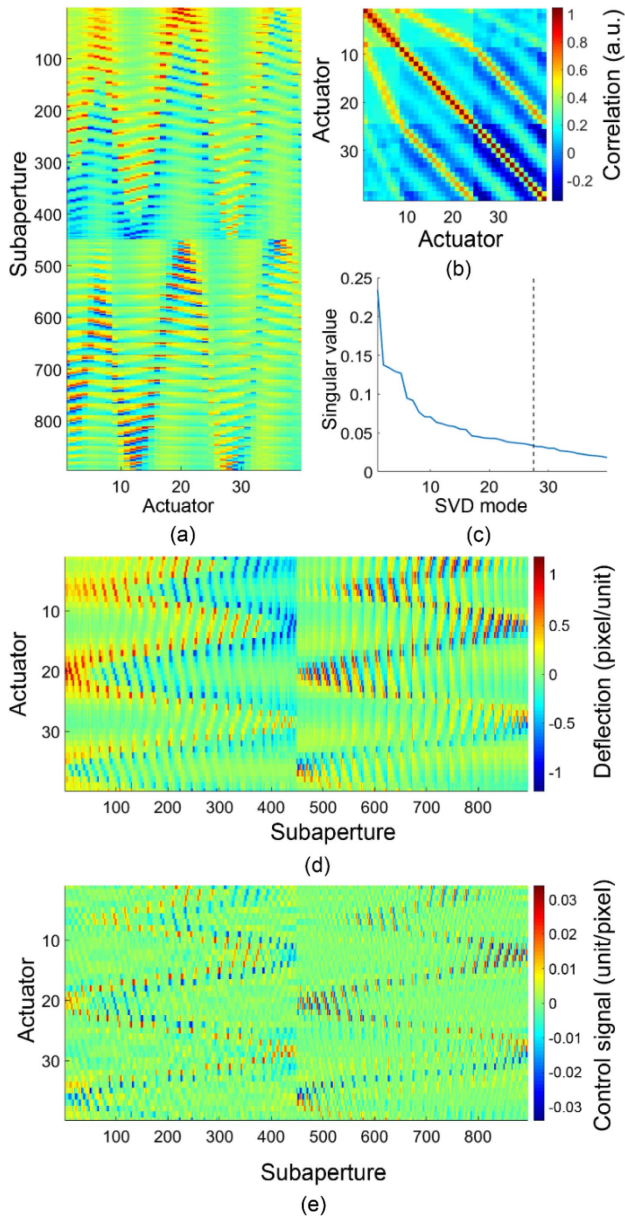 100
200
300
400
500
600
700
800
Subaperture
10 20 30
Actuator
(a)
10
20
30
Actuator
10 20 30
Actuator
1
0.8
0.6
0.4
0.2
0
-0.2
Correlation (a.u.)
(b)
0.25
0.20
0.15
0.10
0.05
0
Singular value
10 20 30
SVD mode
(c)
10
20
30
Actuator
100 200 300 400 500 600 700 800
Subaperture
1
0.5
0
-0.5
-1
Deflection (pixel/unit)
(d)
10
20
30
Actuator
100 200 300 400 500 600 700 800
Subaperture
0.03
0.02
0.01
0
-0.01
-0.02
-0.03
Control signal (unit/pixel)
(e)